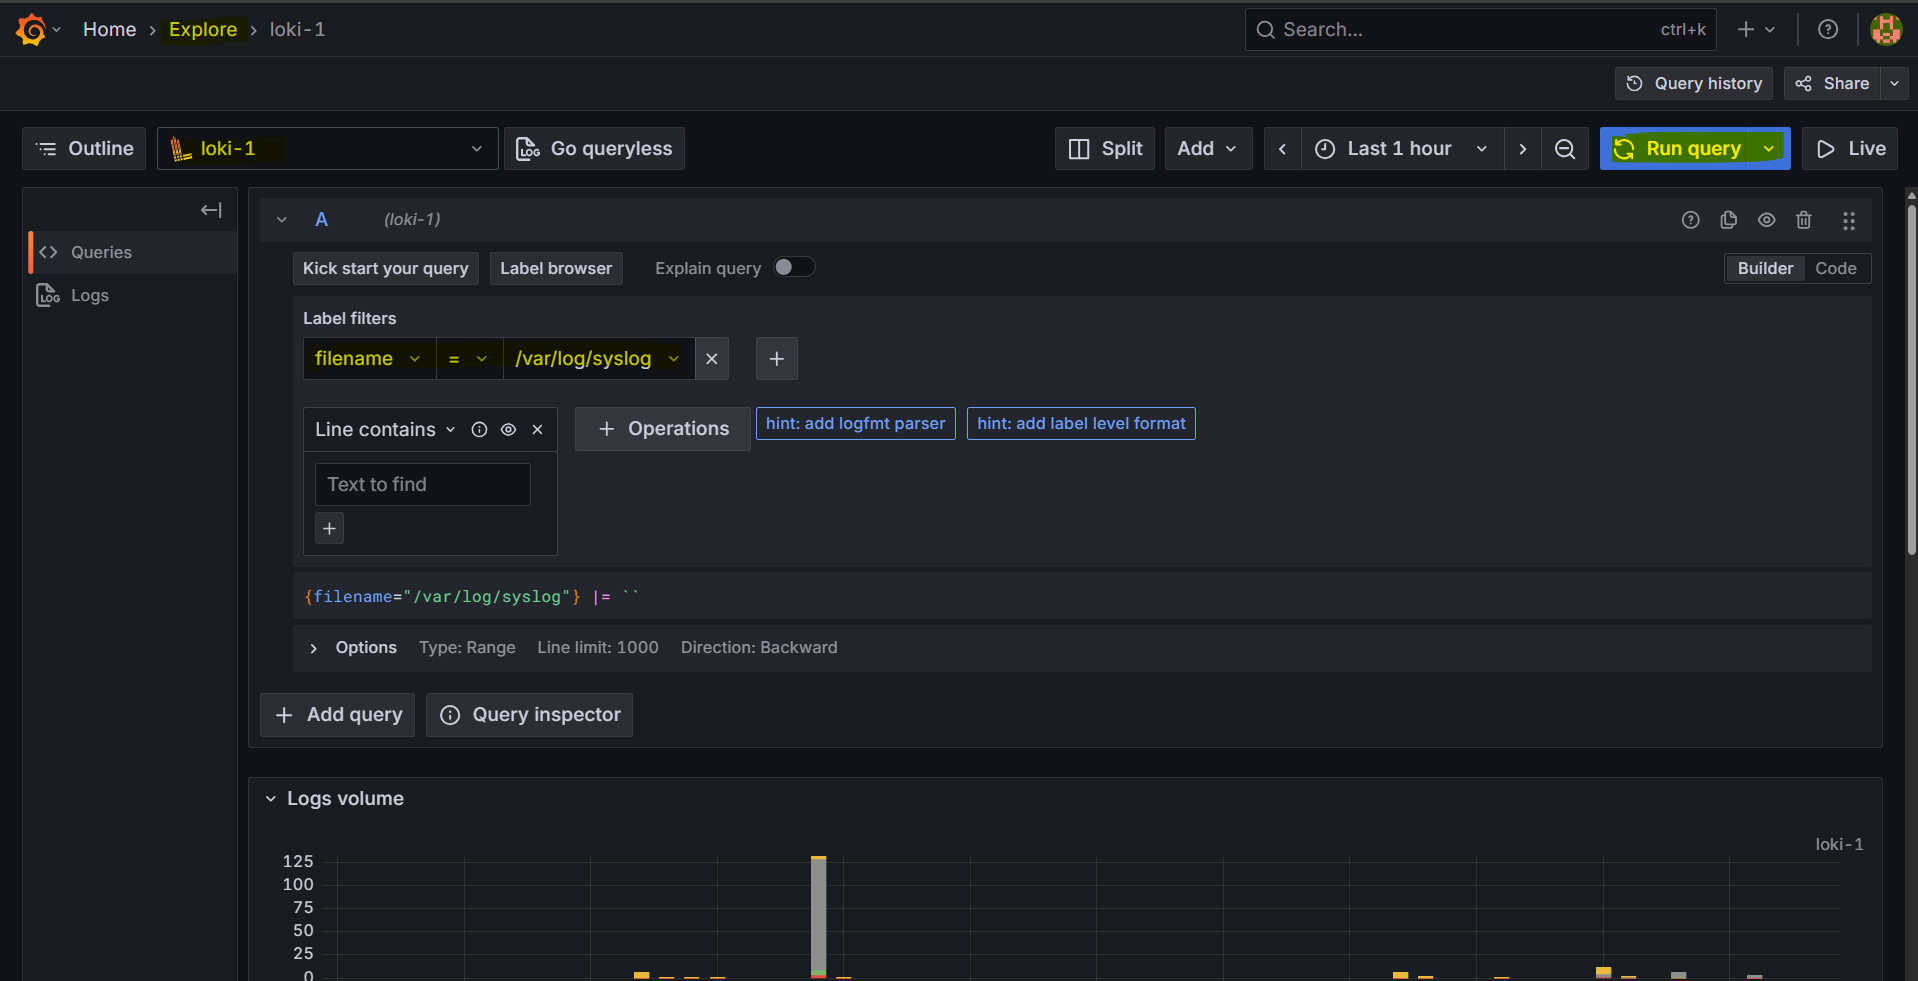 Home › Explore › loki-1
Search... ctrl+k
Query history Share
Outline loki-1 Go queryless Split Add Last 1 hour Run query Live
Queries
Logs
A (loki-1)
Kick start your query Label browser Explain query Builder Code
Label filters
filename = /var/log/syslog
Line contains Operations hint: add logfmt parser hint: add label level format
Text to find
{filename="/var/log/syslog"} |= ``
Options Type: Range Line limit: 1000 Direction: Backward
Add query Query inspector
Logs volume
loki-1
125
100
75
50
25
0